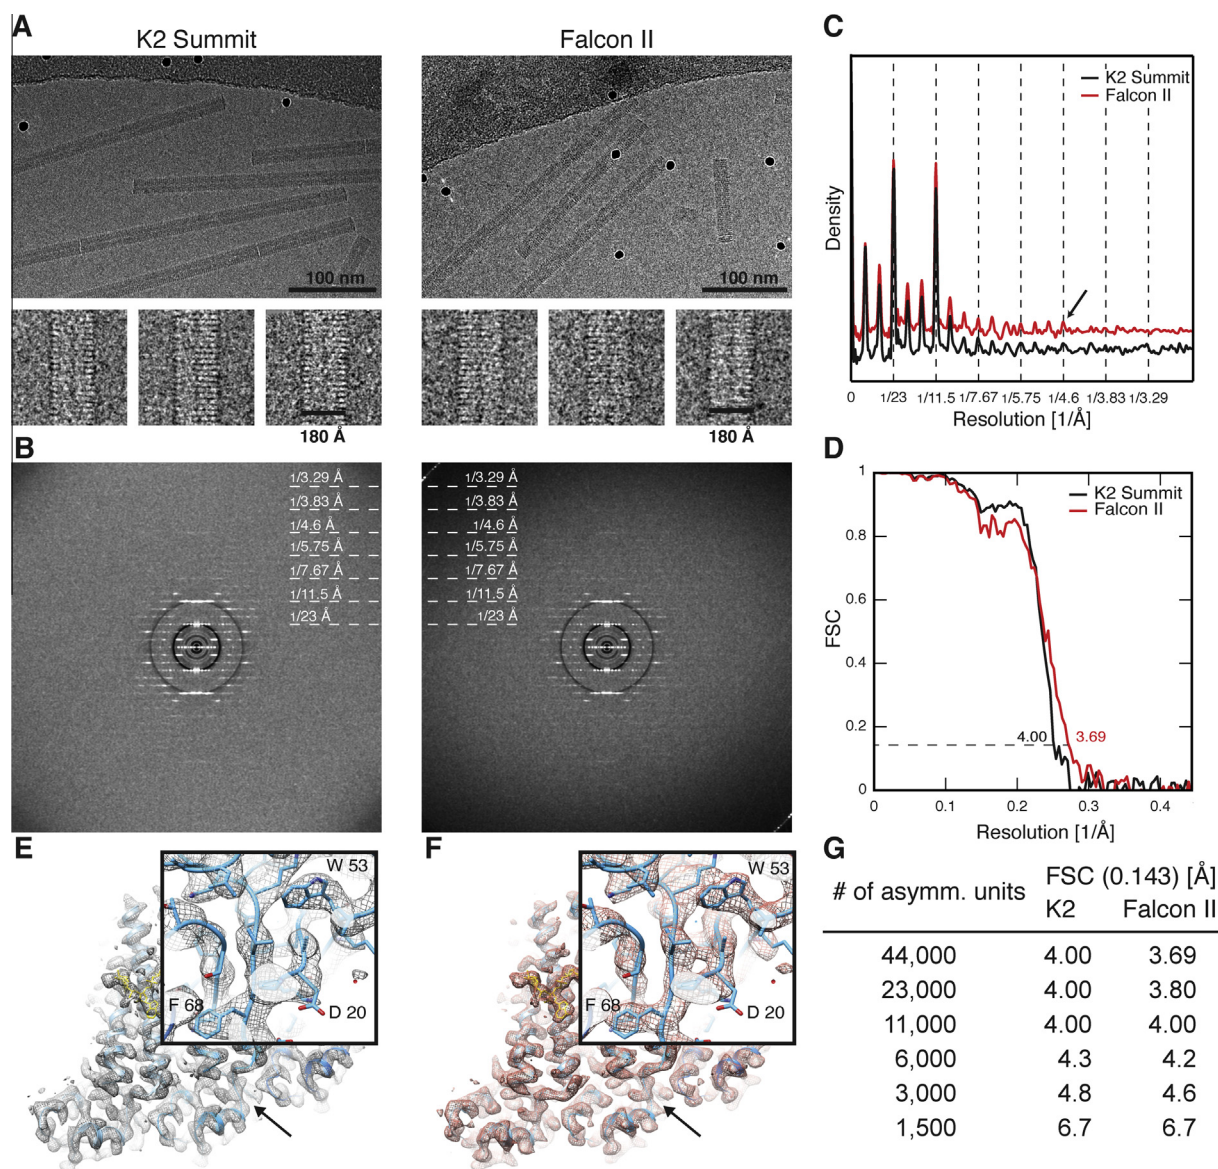 A
K2 Summit
Falcon II
100 nm
100 nm
180 Å
180 Å
B
1/3.29 Å
1/3.83 Å
1/4.6 Å
1/5.75 Å
1/7.67 Å
1/11.5 Å
1/23 Å
1/3.29 Å
1/3.83 Å
1/4.6 Å
1/5.75 Å
1/7.67 Å
1/11.5 Å
1/23 Å
C
K2 Summit
Falcon II
Density
0 1/23 1/11.5 1/7.67 1/5.75 1/4.6 1/3.83 1/3.29
Resolution [1/Å]
D
K2 Summit
Falcon II
FSC
1
0.8
0.6
0.4
0.2
0
4.00 3.69
0 0.1 0.2 0.3 0.4
Resolution [1/Å]
E
W 53
F 68
D 20
F
W 53
F 68
D 20
G
# of asymm. units FSC (0.143) [Å]
K2 Falcon II
44,000 4.00 3.69
23,000 4.00 3.80
11,000 4.00 4.00
6,000 4.3 4.2
3,000 4.8 4.6
1,500 6.7 6.7